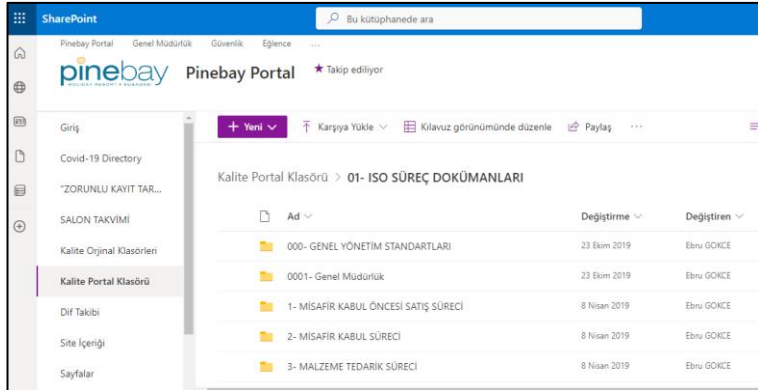 SharePoint
Bu kütüphanede ara
Pinebay Portal Genel Müdürlük Güvenlik Eğlence ...
pinebay
HOLIDAY RESORT • KUSADASI
Pinebay Portal
Takip ediliyor
Giriş
Covid-19 Directory
"ZORUNLU KAYIT TAR...
SALON TAKVİMİ
Kalite Orjinal Klasörleri
Kalite Portal Klasörü
Dif Takibi
Site İçeriği
Sayfalar
+ Yeni Karşıya Yükle Kılavuz görünümünde düzenle Paylaş ...
Kalite Portal Klasörü > 01- ISO SÜREÇ DOKÜMANLARI
Ad Değiştirme Değiştiren
000- GENEL YÖNETİM STANDARTLARI 23 Ekim 2019 Ebru GOKCE
0001- Genel Müdürlük 23 Ekim 2019 Ebru GOKCE
1- MİSAFİR KABUL ÖNCESİ SATIŞ SÜRECİ 8 Nisan 2019 Ebru GOKCE
2- MİSAFİR KABUL SÜRECİ 8 Nisan 2019 Ebru GOKCE
3- MALZEME TEDARİK SÜRECİ 8 Nisan 2019 Ebru GOKCE